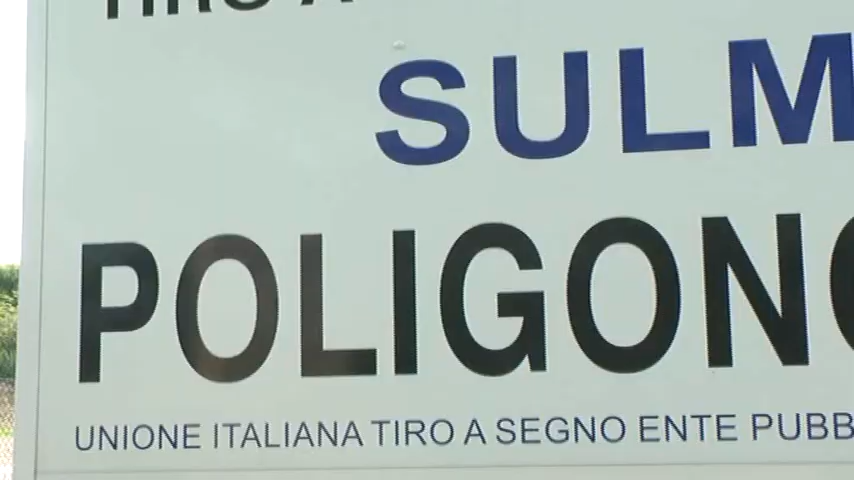 TIRO A
SULM
POLIGONO
UNIONE ITALIANA TIRO A SEGNO ENTE PUBB